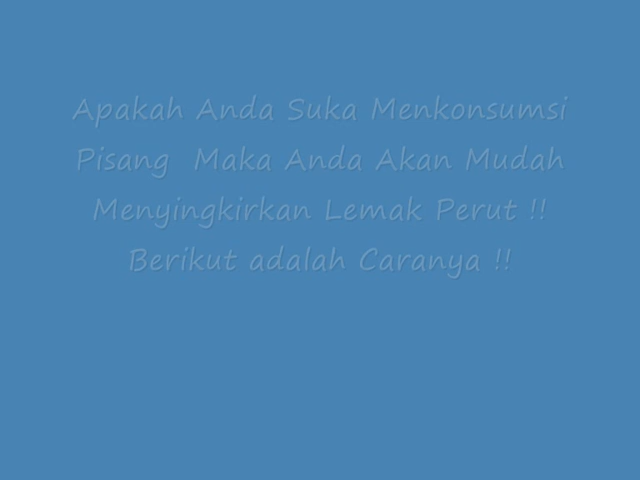 Apakah Anda Suka Menkonsumsi
Pisang Maka Anda Akan Mudah
Menyingkirkan Lemak Perut !!
Berikut adalah Caranya !!